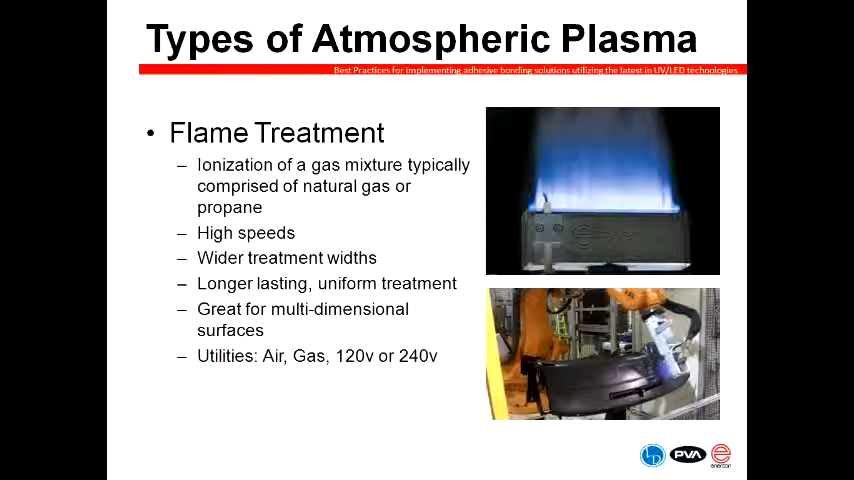 Types of Atmospheric Plasma
Best Practices for implementing adhesive bonding solutions utilizing the latest in UV/LED technologies
• Flame Treatment
– Ionization of a gas mixture typically
comprised of natural gas or
propane
– High speeds
– Wider treatment widths
– Longer lasting, uniform treatment
– Great for multi-dimensional
surfaces
– Utilities: Air, Gas, 120v or 240v
LD
PVA
enercon